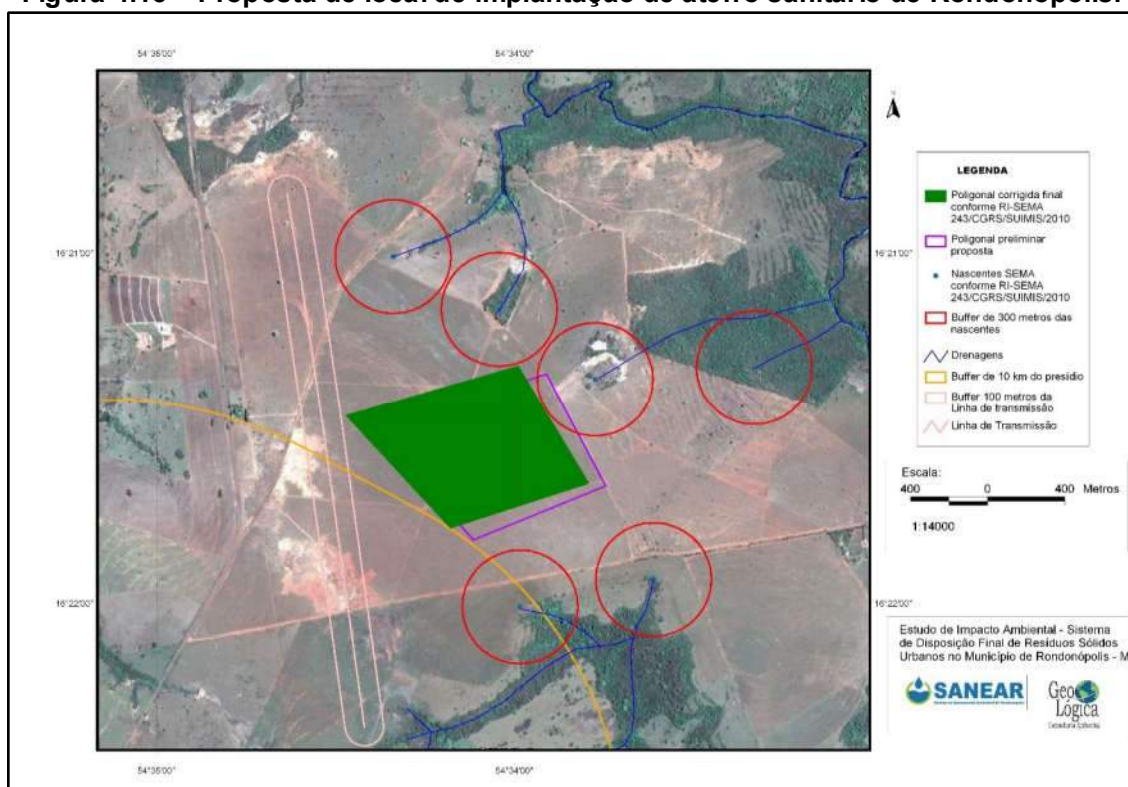 Figura 4.16 – Proposta de local de implantação do aterro sanitário de Rondonópolis.
54°35'00"
54°34'00"
16°21'00"
16°21'00"
16°22'00"
16°22'00"
54°35'00"
54°34'00"
LEGENDA
Poligonal corrigida final
conforme RI-SEMA
243/CGRS/SUIMIS/2010
Poligonal preliminar
proposta
Nascentes SEMA
conforme RI-SEMA
243/CGRS/SUIMIS/2010
Buffer de 300 metros das
nascentes
Drenagens
Buffer de 10 km do presídio
Buffer 100 metros da
Linha de transmissão
Linha de Transmissão
Escala:
400 0 400 Metros
1:14000
Estudo de Impacto Ambiental - Sistema
de Disposição Final de Resíduos Sólidos
Urbanos no Município de Rondonópolis - M
SANEAR
Geo
Lógica